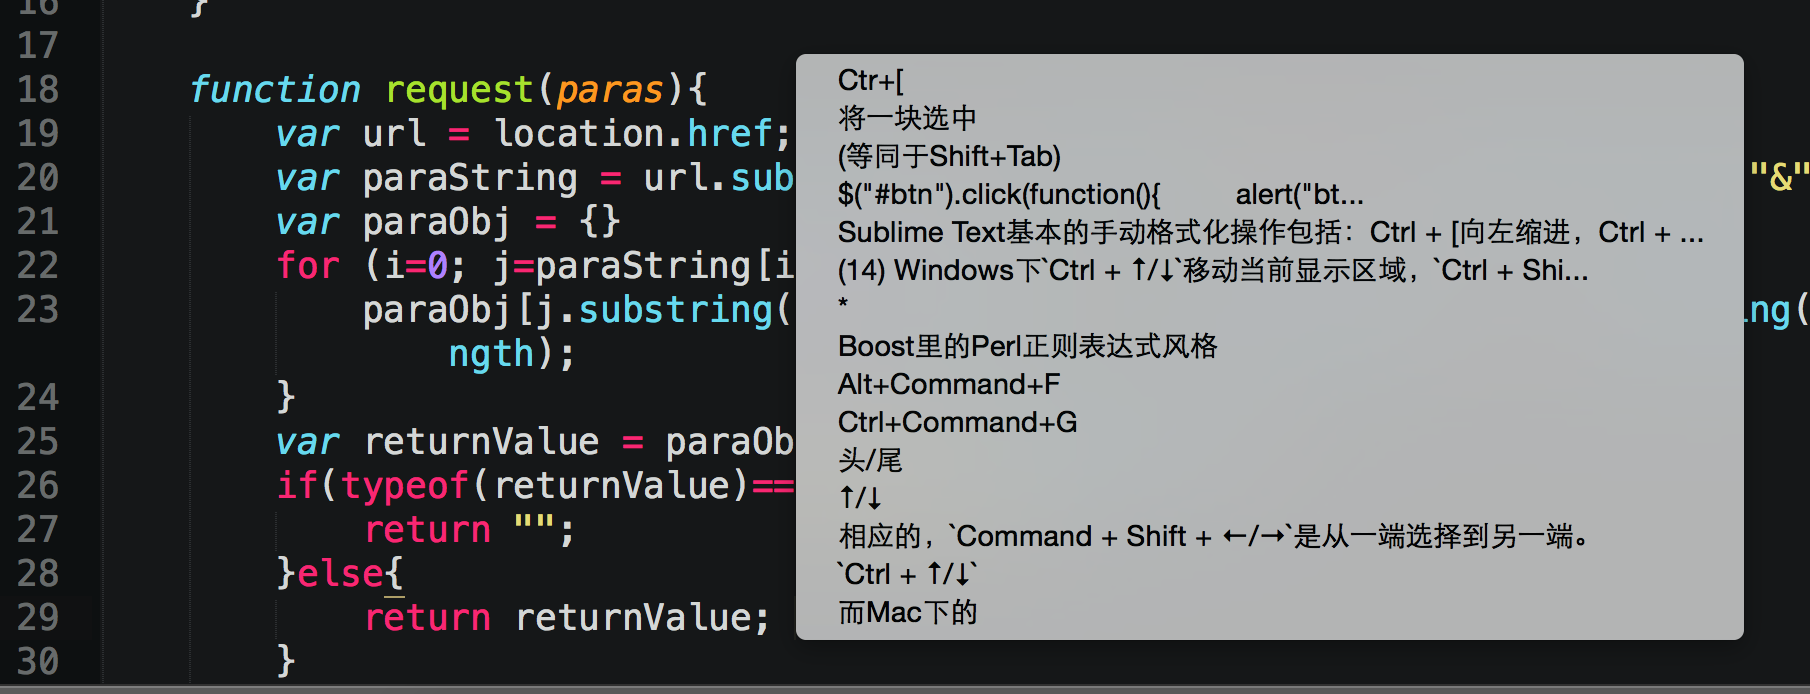 16 }
17
18 function request(paras){
19 var url = location.href;
20 var paraString = url.sub "&"
21 var paraObj = {}
22 for (i=0; j=paraString[i
23 paraObj[j.substring( ng(
ngth);
24 }
25 var returnValue = paraOb
26 if(typeof(returnValue)==
27 return "";
28 }else{
29 return returnValue;
30 }
Ctr+[
将一块选中
(等同于Shift+Tab)
$("#btn").click(function(){ alert("bt...
Sublime Text基本的手动格式化操作包括：Ctrl + [向左缩进，Ctrl + ...
(14) Windows下`Ctrl + ↑/↓`移动当前显示区域，`Ctrl + Shi...
*
Boost里的Perl正则表达式风格
Alt+Command+F
Ctrl+Command+G
头/尾
↑/↓
相应的，`Command + Shift + ←/→`是从一端选择到另一端。
`Ctrl + ↑/↓`
而Mac下的